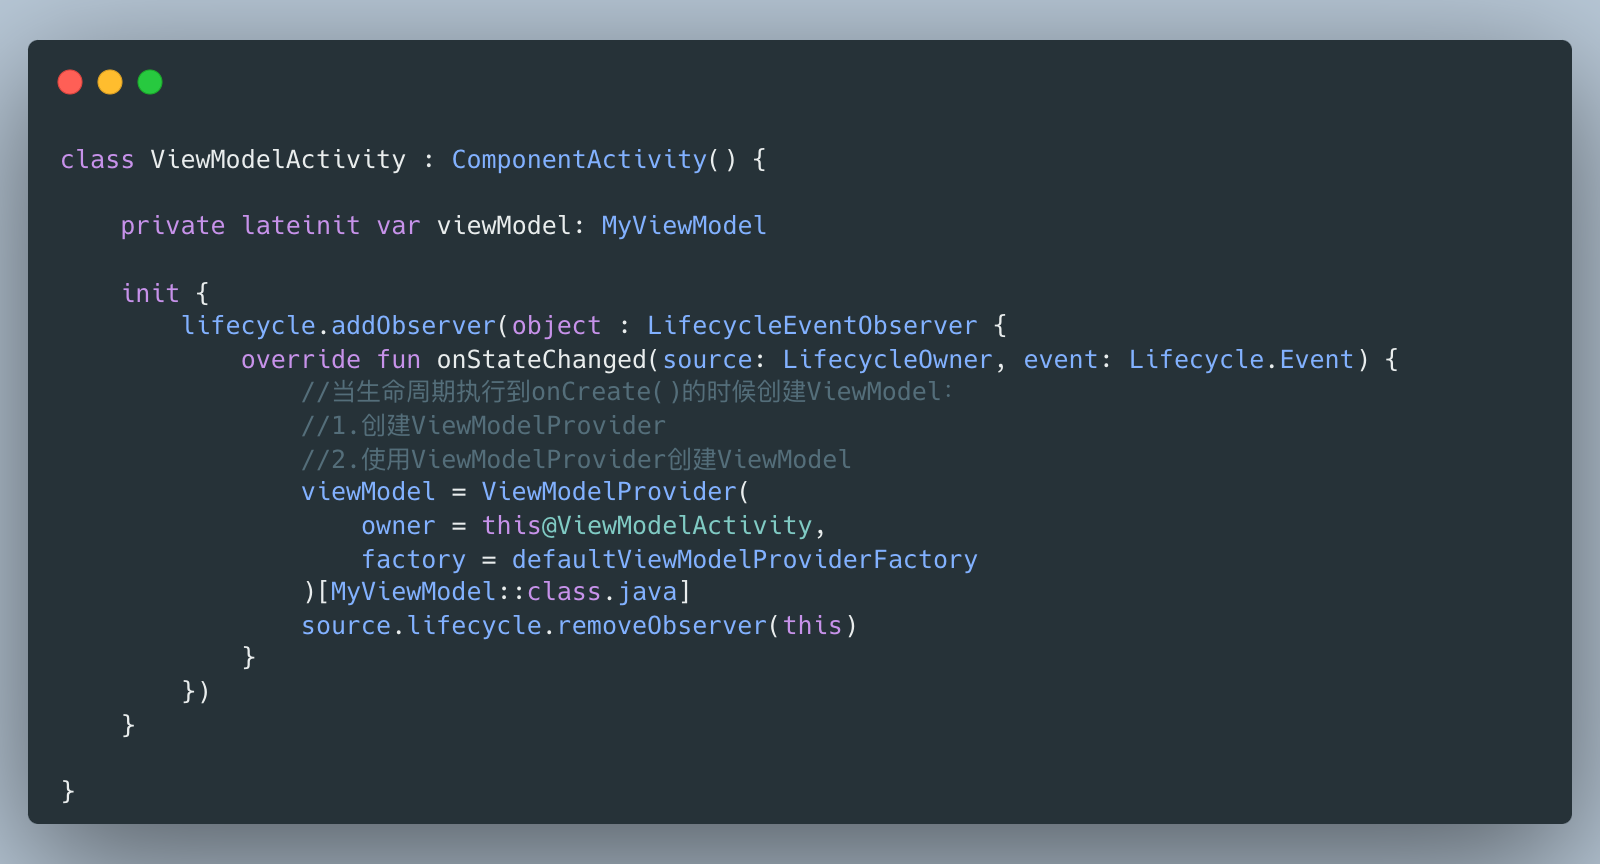 class ViewModelActivity : ComponentActivity() {
    private lateinit var viewModel: MyViewModel
    init {
        lifecycle.addObserver(object : LifecycleEventObserver {
            override fun onStateChanged(source: LifecycleOwner, event: Lifecycle.Event) {
                //当生命周期执行到onCreate()的时候创建ViewModel：
                //1.创建ViewModelProvider
                //2.使用ViewModelProvider创建ViewModel
                viewModel = ViewModelProvider(
                    owner = this@ViewModelActivity,
                    factory = defaultViewModelProviderFactory
                )[MyViewModel::class.java]
                source.lifecycle.removeObserver(this)
            }
        })
    }
}